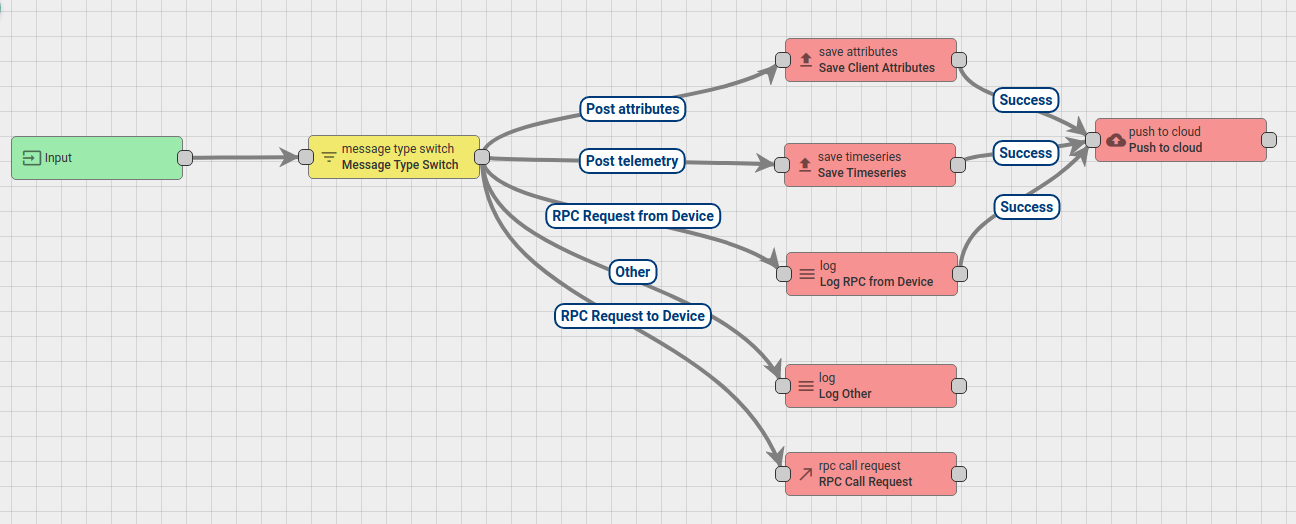 save attributes
Save Client Attributes
Success
Post attributes
push to cloud
Push to cloud
Input
message type switch
Message Type Switch
Post telemetry
save timeseries
Save Timeseries
Success
RPC Request from Device
Success
log
Log RPC from Device
Other
RPC Request to Device
log
Log Other
rpc call request
RPC Call Request